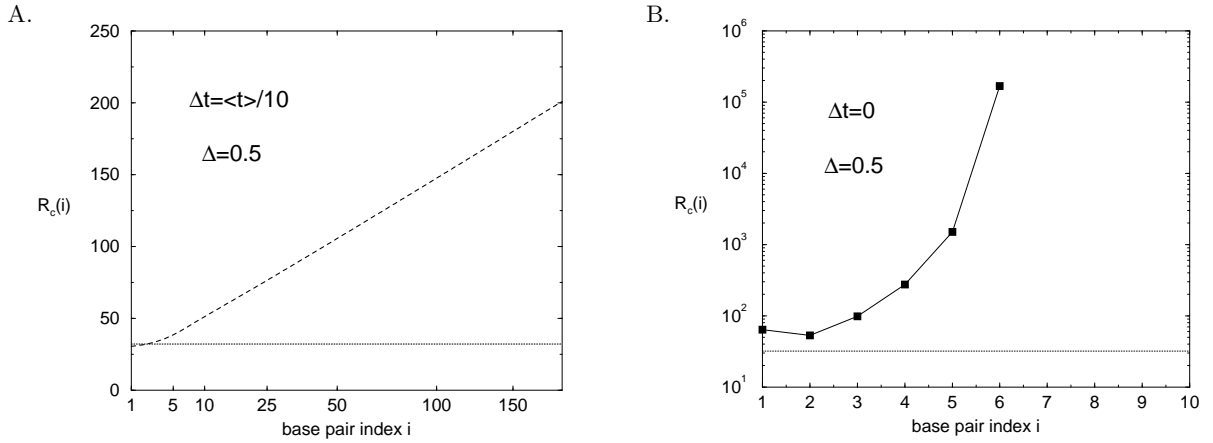 A.
250
200
150
100
50
0
R_c(i)
Δt=<t>/10
Δ=0.5
1 5 10 25 50 100 150
base pair index i
B.
10^6
10^5
10^4
10^3
10^2
10^1
R_c(i)
Δt=0
Δ=0.5
1 2 3 4 5 6 7 8 9 10
base pair index i